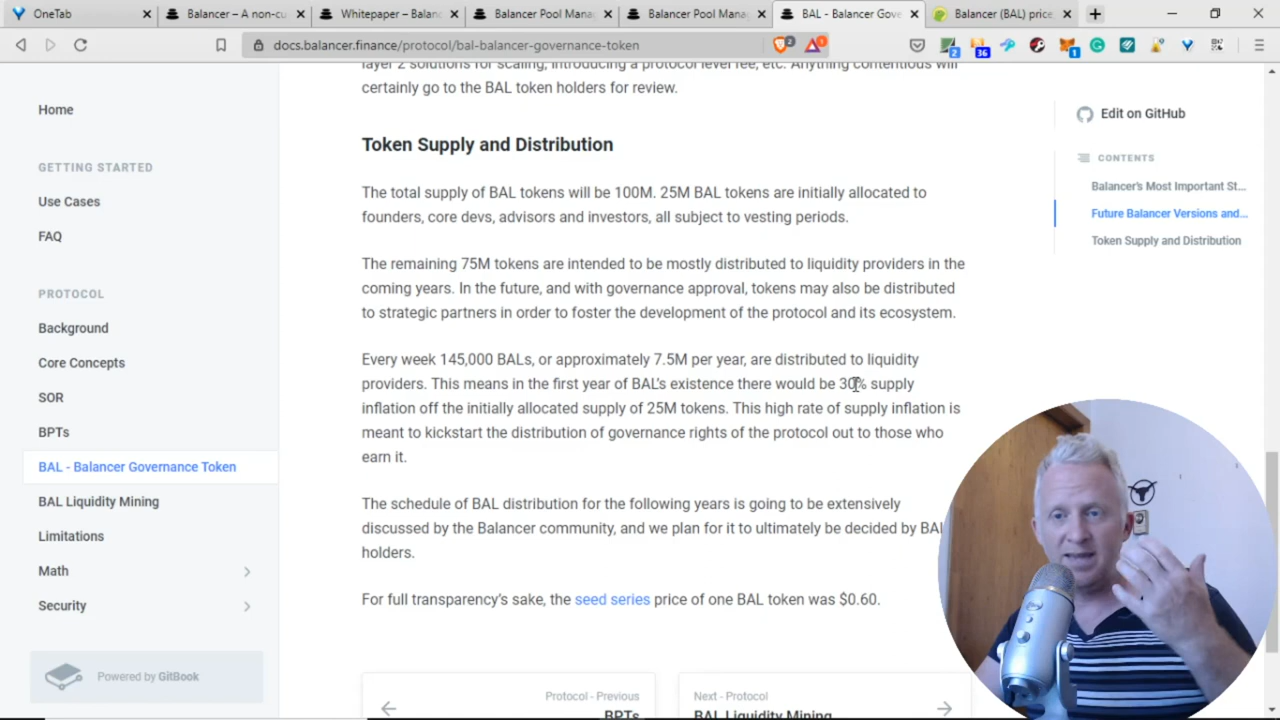 OneTab
Balancer – A non-cu
Whitepaper – Balanc
Balancer Pool Mana
Balancer Pool Mana
BAL - Balancer Gove
Balancer (BAL) price
docs.balancer.finance/protocol/bal-balancer-governance-token
2
1
2
36
1
layer 2 solutions for scaling, introducing a protocol level fee, etc. Anything contentious will
certainly go to the BAL token holders for review.
Home
GETTING STARTED
Use Cases
FAQ
PROTOCOL
Background
Core Concepts
SOR
BPTs
BAL - Balancer Governance Token
BAL Liquidity Mining
Limitations
Math
Security
Powered by GitBook
Token Supply and Distribution
The total supply of BAL tokens will be 100M. 25M BAL tokens are initially allocated to
founders, core devs, advisors and investors, all subject to vesting periods.
The remaining 75M tokens are intended to be mostly distributed to liquidity providers in the
coming years. In the future, and with governance approval, tokens may also be distributed
to strategic partners in order to foster the development of the protocol and its ecosystem.
Every week 145,000 BALs, or approximately 7.5M per year, are distributed to liquidity
providers. This means in the first year of BAL's existence there would be 30% supply
inflation off the initially allocated supply of 25M tokens. This high rate of supply inflation is
meant to kickstart the distribution of governance rights of the protocol out to those who
earn it.
The schedule of BAL distribution for the following years is going to be extensively
discussed by the Balancer community, and we plan for it to ultimately be decided by BAL
holders.
For full transparency's sake, the seed series price of one BAL token was $0.60.
Protocol - Previous
BPTs
Next - Protocol
BAL Liquidity Mining
Edit on GitHub
CONTENTS
Balancer's Most Important St...
Future Balancer Versions and...
Token Supply and Distribution